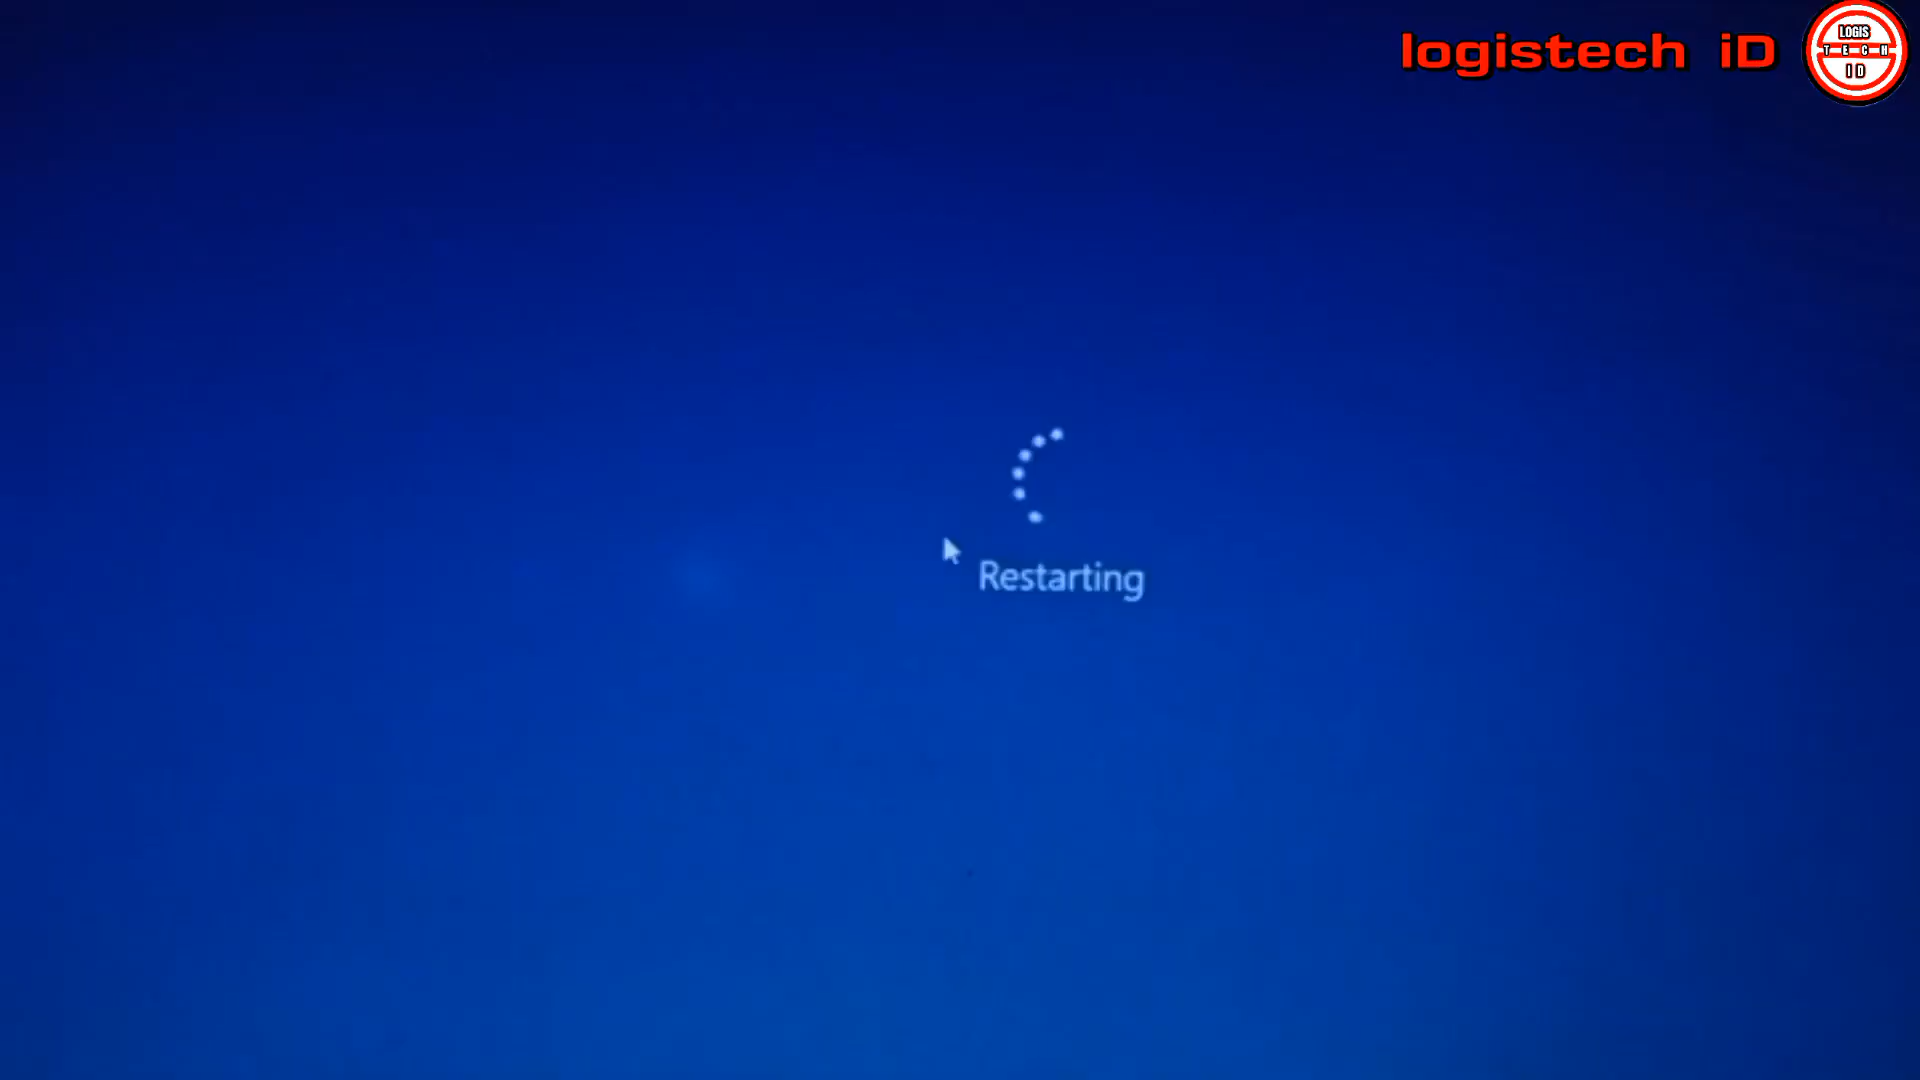 logistech iD
LOGIS
TECH
ID
Restarting